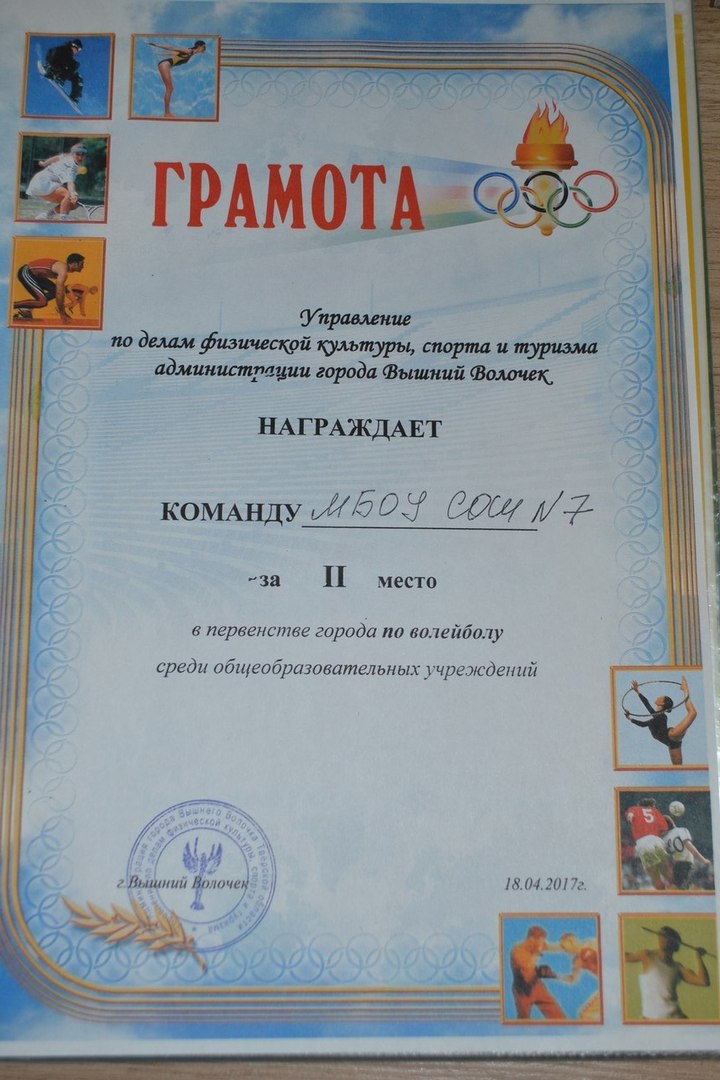 ГРАМОТА
Управление
по делам физической культуры, спорта и туризма
администрации города Вышний Волочек
НАГРАЖДАЕТ
КОМАНДУ МБОУ СОШ N7
за II место
в первенстве города по волейболу
среди общеобразовательных учреждений
г.Вышний Волочек
18.04.2017г.
5